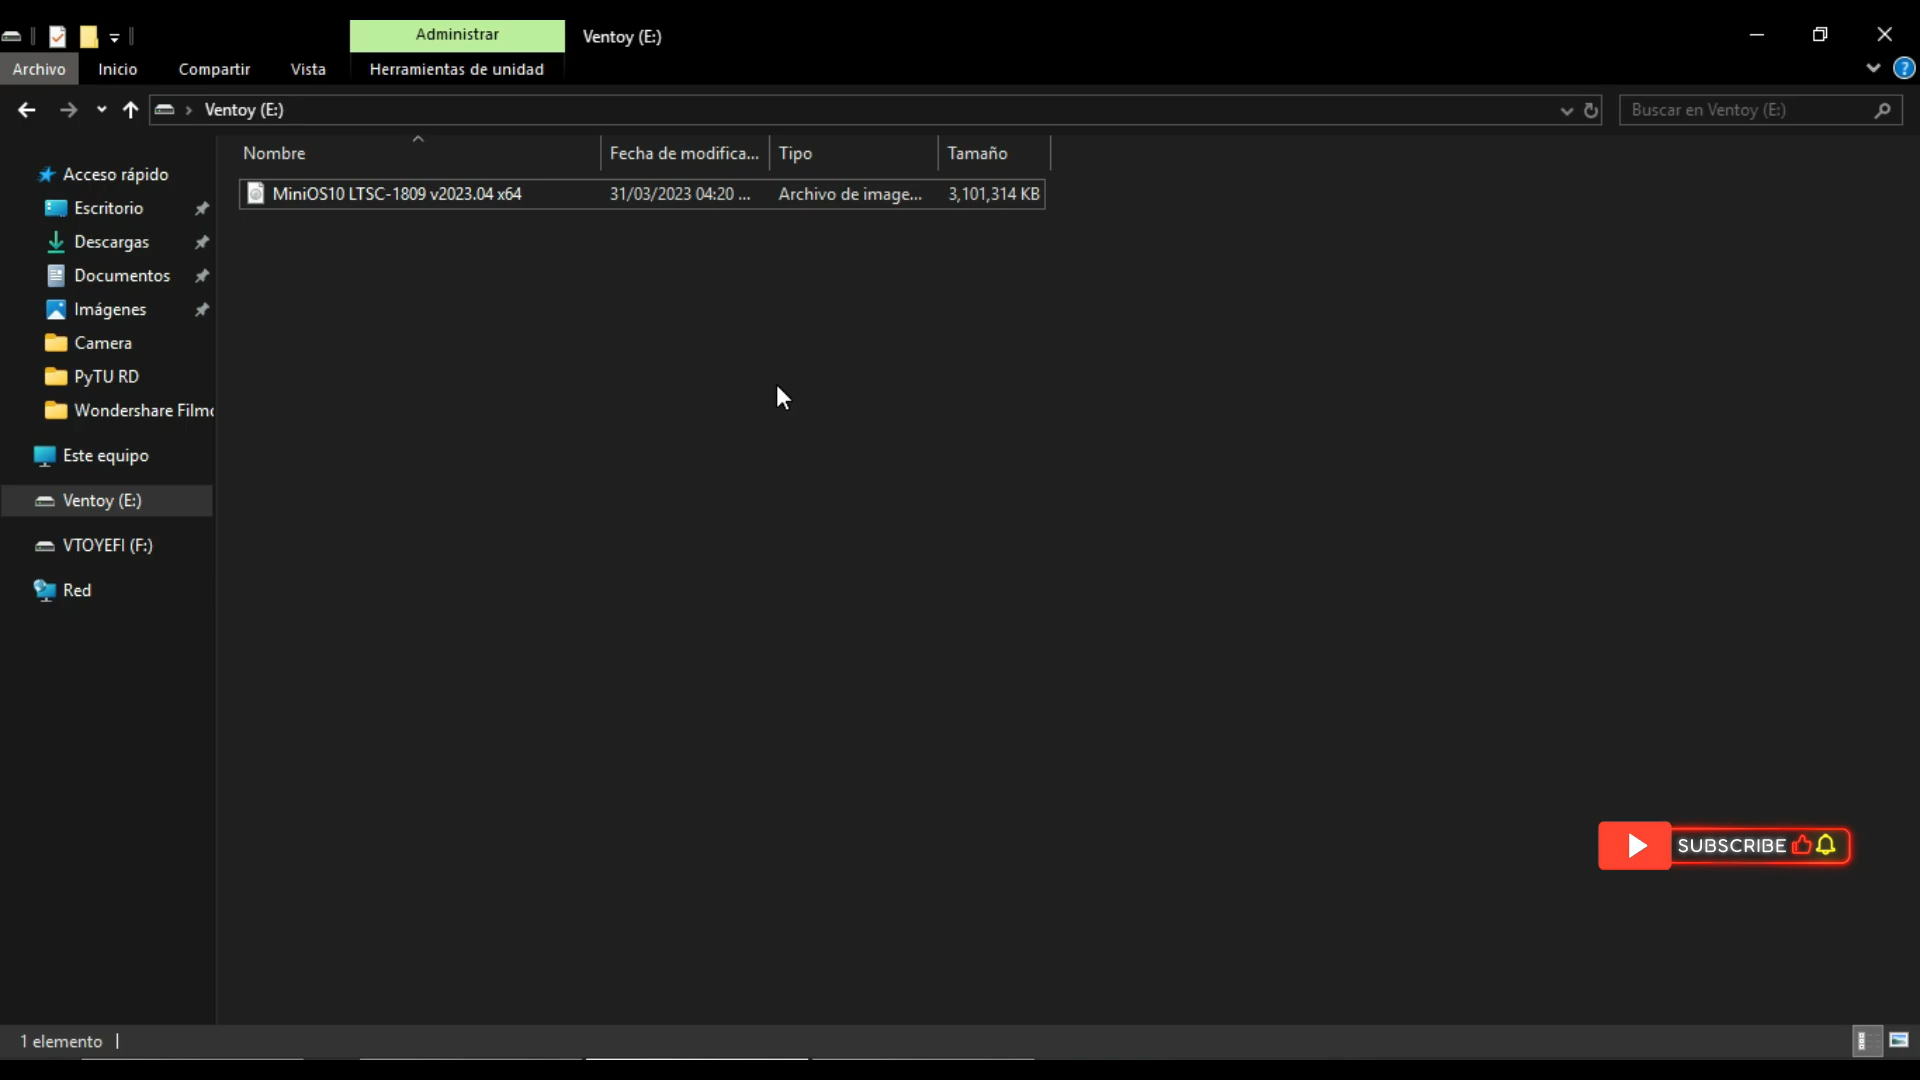 Administrar
Ventoy (E:)
Archivo Inicio Compartir Vista Herramientas de unidad
Ventoy (E:)
Buscar en Ventoy (E:)
Nombre Fecha de modifica... Tipo Tamaño
MiniOS10 LTSC-1809 v2023.04 x64 31/03/2023 04:20 ... Archivo de image... 3,101,314 KB
Acceso rápido
Escritorio
Descargas
Documentos
Imágenes
Camera
PyTU RD
Wondershare Filmo
Este equipo
Ventoy (E:)
VTOYEFI (F:)
Red
SUBSCRIBE
1 elemento